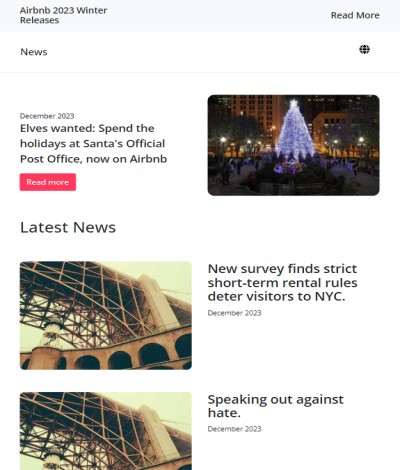 Airbnb 2023 Winter
Releases
Read More
News
December 2023
Elves wanted: Spend the
holidays at Santa's Official
Post Office, now on Airbnb
Read more
Latest News
New survey finds strict
short-term rental rules
deter visitors to NYC.
December 2023
Speaking out against
hate.
December 2023